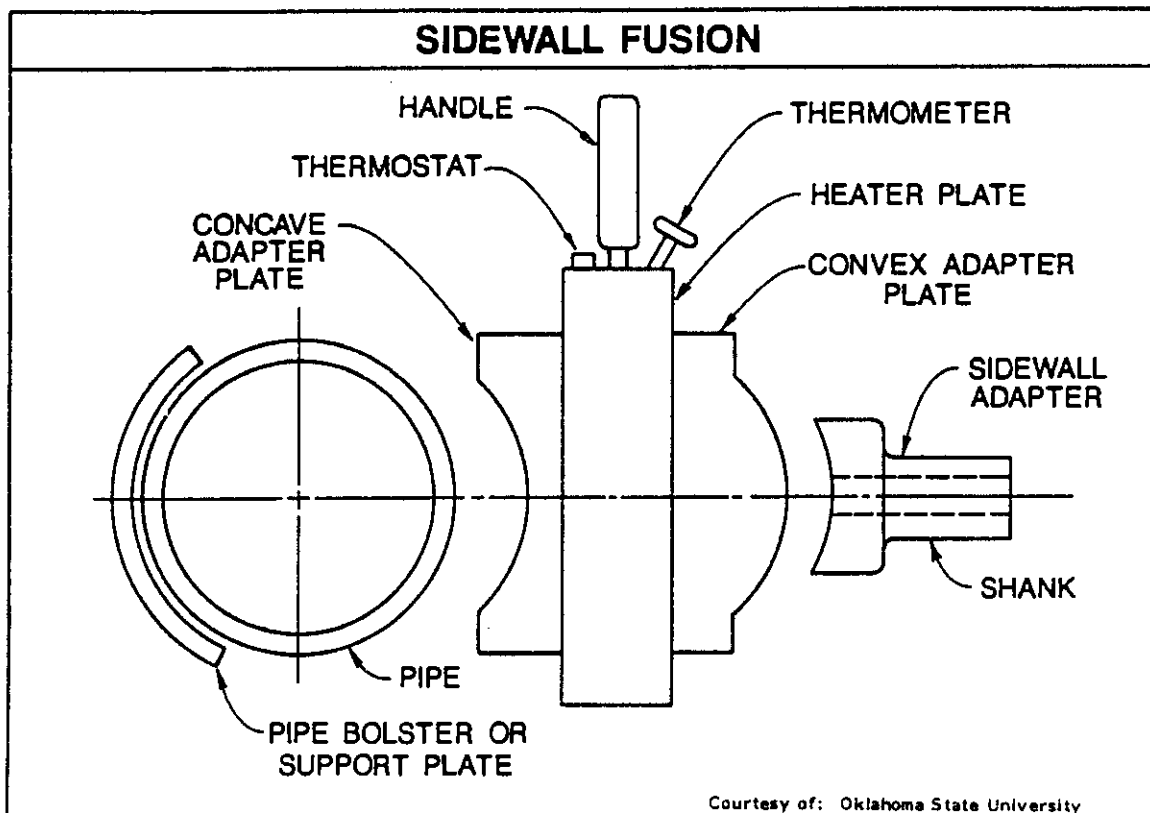 SIDEWALL FUSION
HANDLE
THERMOMETER
THERMOSTAT
HEATER PLATE
CONCAVE
ADAPTER
PLATE
CONVEX ADAPTER
PLATE
SIDEWALL
ADAPTER
SHANK
PIPE
PIPE BOLSTER OR
SUPPORT PLATE
Courtesy of: Oklahoma State University